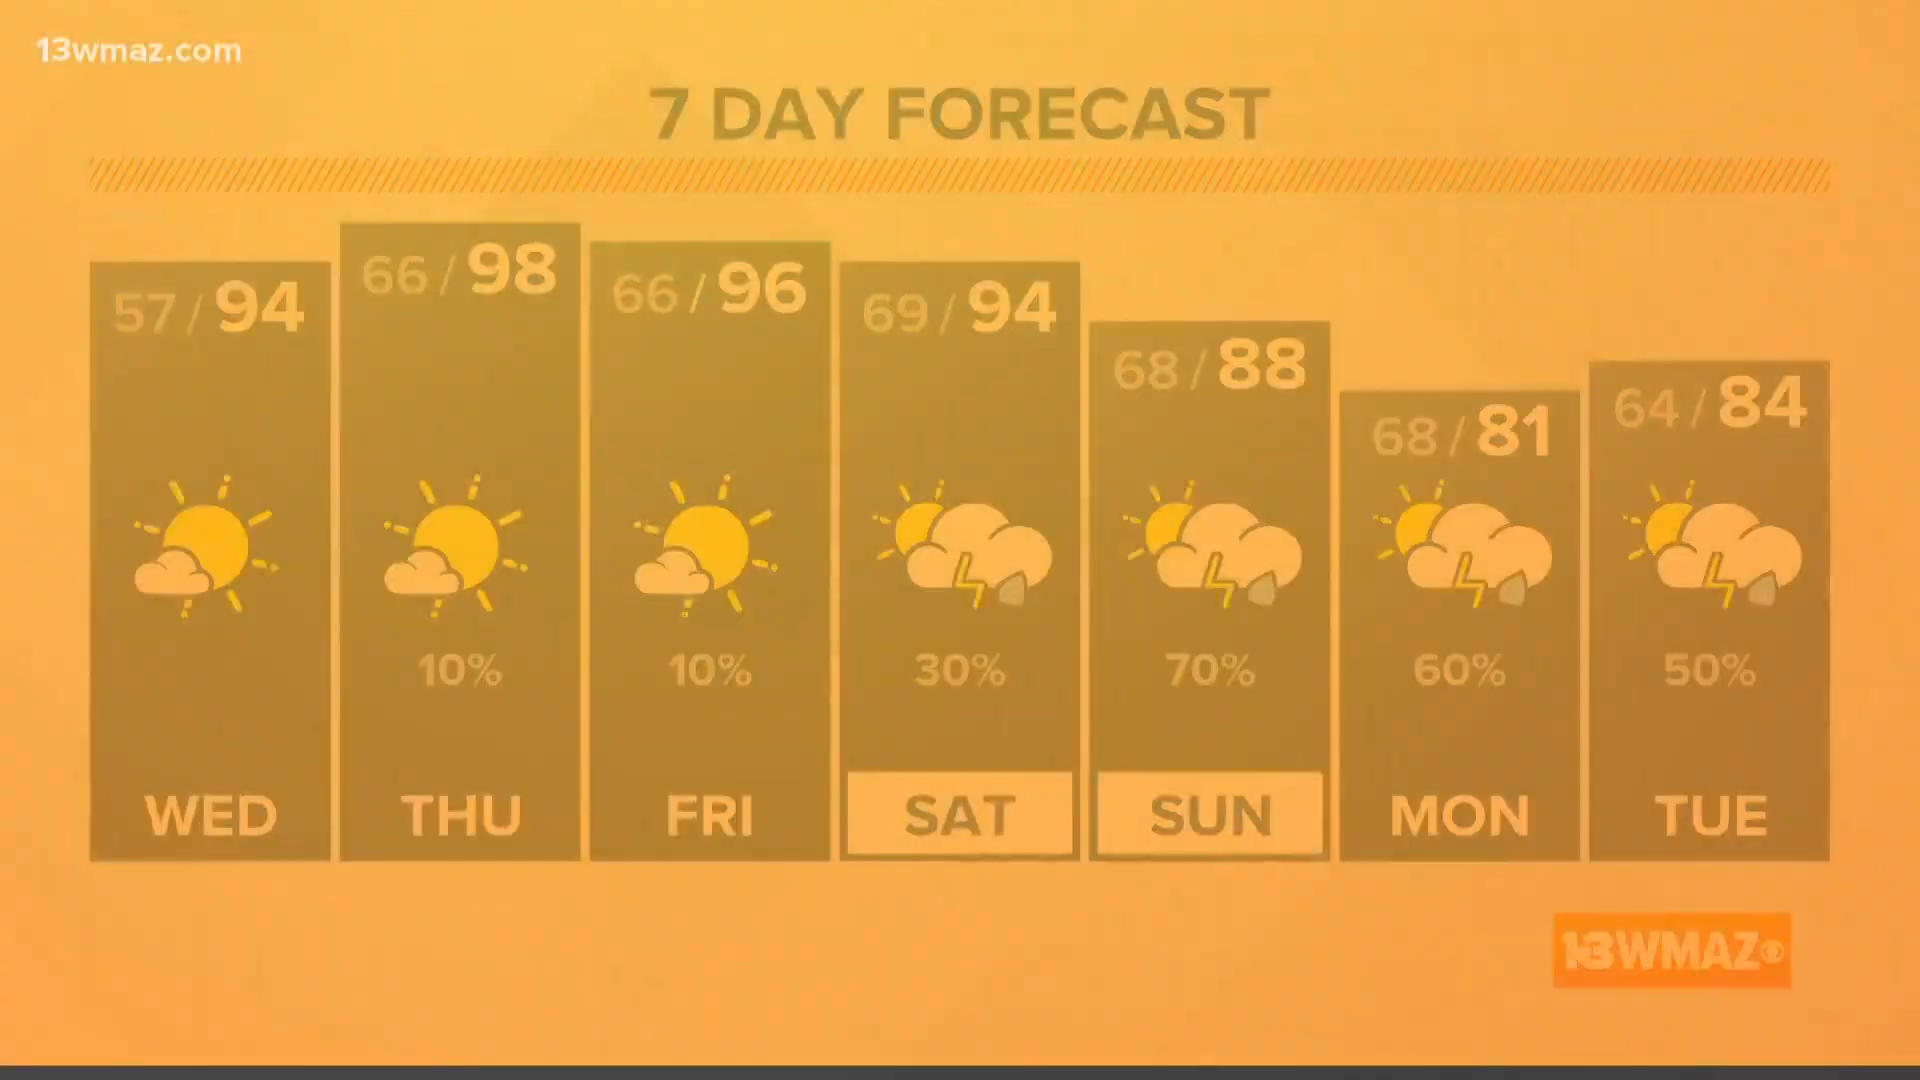 13wmaz.com
7 DAY FORECAST
57 / 94
66 / 98
66 / 96
69 / 94
68 / 88
68 / 81
64 / 84
10%
10%
30%
70%
60%
50%
WED
THU
FRI
SAT
SUN
MON
TUE
13WMAZ